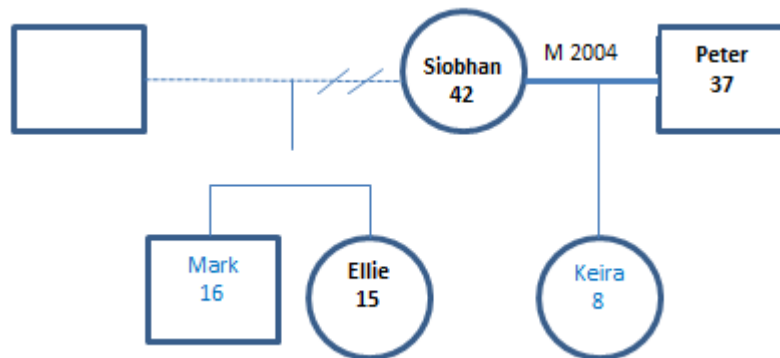 Siobhan
42
M 2004
Peter
37
Mark
16
Ellie
15
Keira
8